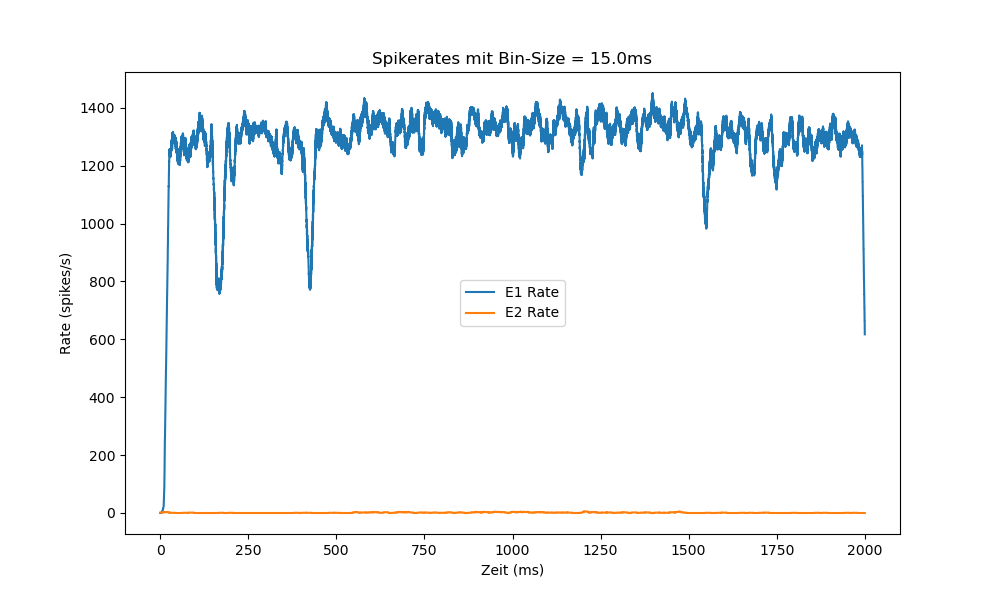 Spikerates mit Bin-Size = 15.0ms
Rate (spikes/s)
1400
1200
1000
800
600
400
200
0
E1 Rate
E2 Rate
0 250 500 750 1000 1250 1500 1750 2000
Zeit (ms)